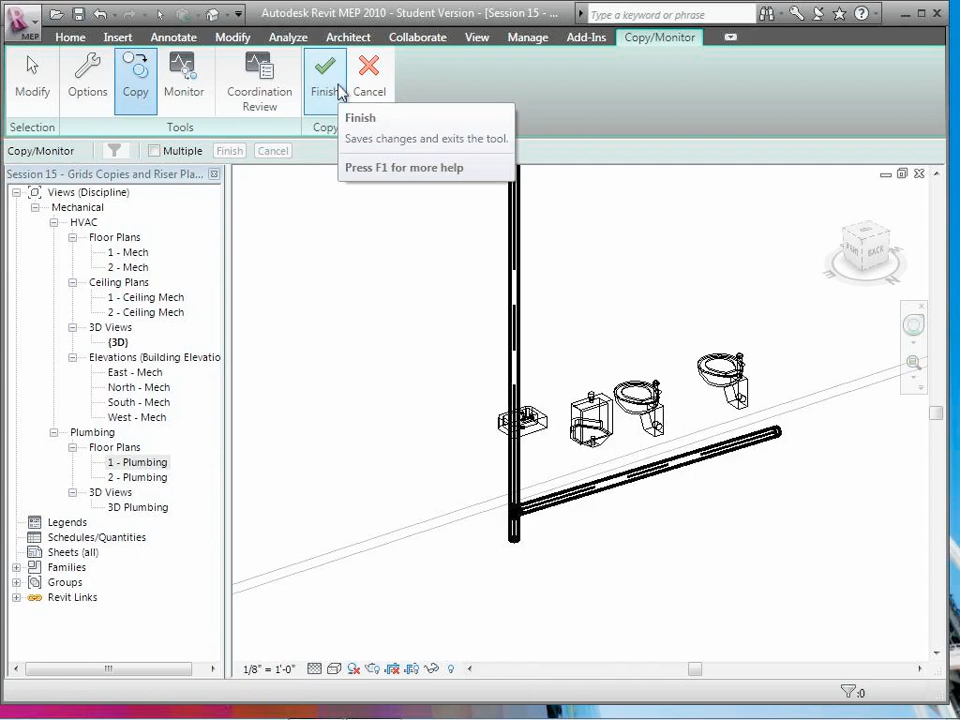 Autodesk Revit MEP 2010 - Student Version - [Session 15 - ...
Type a keyword or phrase
MEP
Home Insert Annotate Modify Analyze Architect Collaborate View Manage Add-Ins Copy/Monitor
Modify Options Copy Monitor Coordination Review Finish Cancel
Selection Tools Copy
Finish
Saves changes and exits the tool.
Press F1 for more help
Copy/Monitor Multiple Finish Cancel
Session 15 - Grids Copies and Riser Pla...
Views (Discipline)
Mechanical
HVAC
Floor Plans
1 - Mech
2 - Mech
Ceiling Plans
1 - Ceiling Mech
2 - Ceiling Mech
3D Views
{3D}
Elevations (Building Elevatio
East - Mech
North - Mech
South - Mech
West - Mech
Plumbing
Floor Plans
1 - Plumbing
2 - Plumbing
3D Views
3D Plumbing
Legends
Schedules/Quantities
Sheets (all)
Families
Groups
Revit Links
BACK
1/8" = 1'-0"
:0